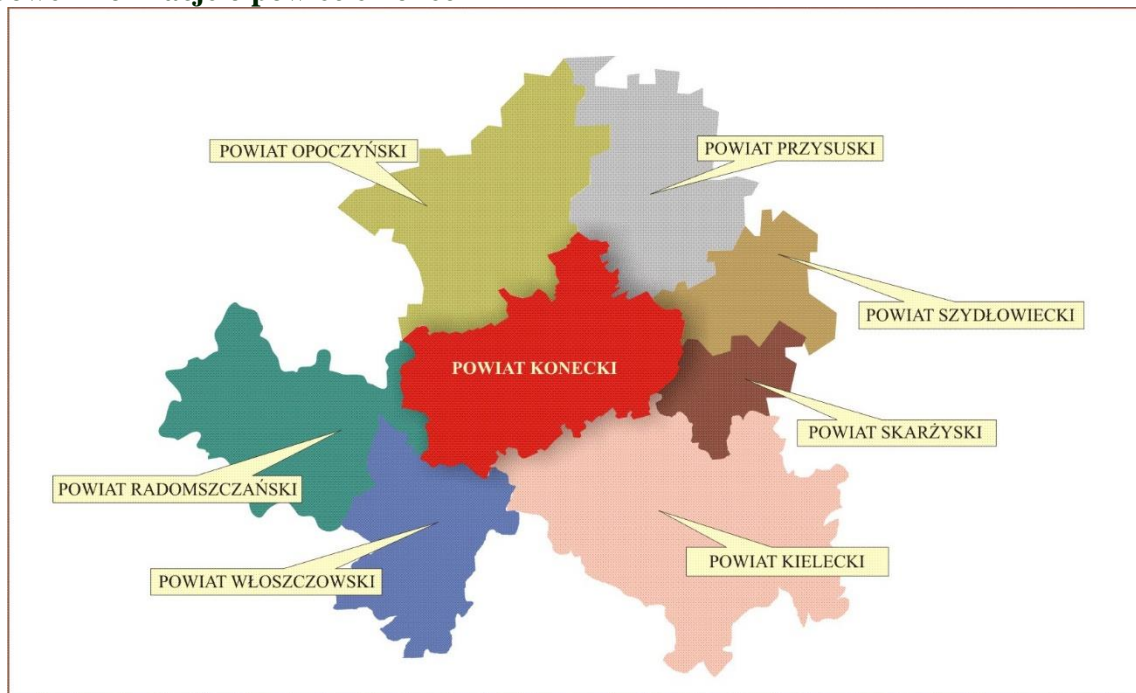 POWIAT OPOCZYŃSKI
POWIAT PRZYSUSKI
POWIAT SZYDŁOWIECKI
POWIAT KONECKI
POWIAT SKARŻYSKI
POWIAT RADOMSZCZAŃSKI
POWIAT KIELECKI
POWIAT WŁOSZCZOWSKI